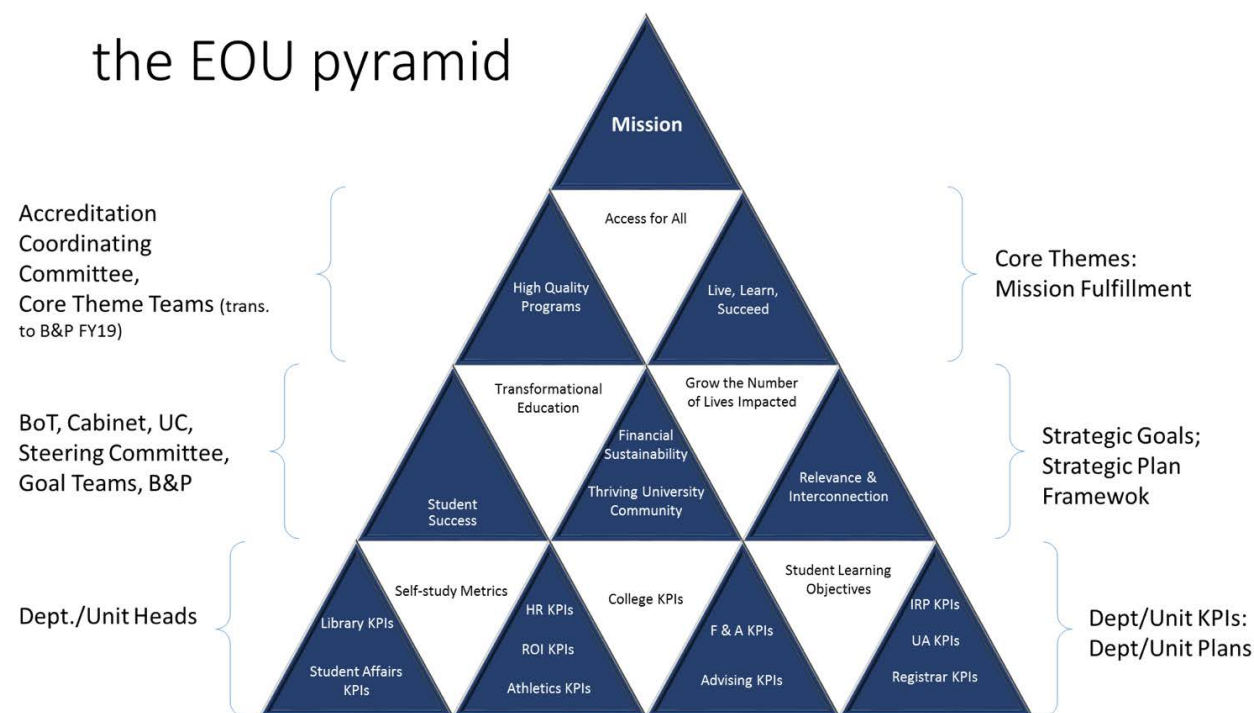 the EOU pyramid
Mission
Accreditation
Coordinating
Committee,
Core Theme Teams (trans.
to B&P FY19)
Access for All
High Quality
Programs
Live, Learn,
Succeed
Core Themes:
Mission Fulfillment
BoT, Cabinet, UC,
Steering Committee,
Goal Teams, B&P
Transformational
Education
Grow the Number
of Lives Impacted
Student
Success
Financial
Sustainability
Thriving University
Community
Relevance &
Interconnection
Strategic Goals;
Strategic Plan
Framewok
Dept./Unit Heads
Library KPIs
Student Affairs
KPIs
Self-study Metrics
HR KPIs
ROI KPIs
Athletics KPIs
College KPIs
F & A KPIs
Advising KPIs
Student Learning
Objectives
IRP KPIs
UA KPIs
Registrar KPIs
Dept/Unit KPIs:
Dept/Unit Plans